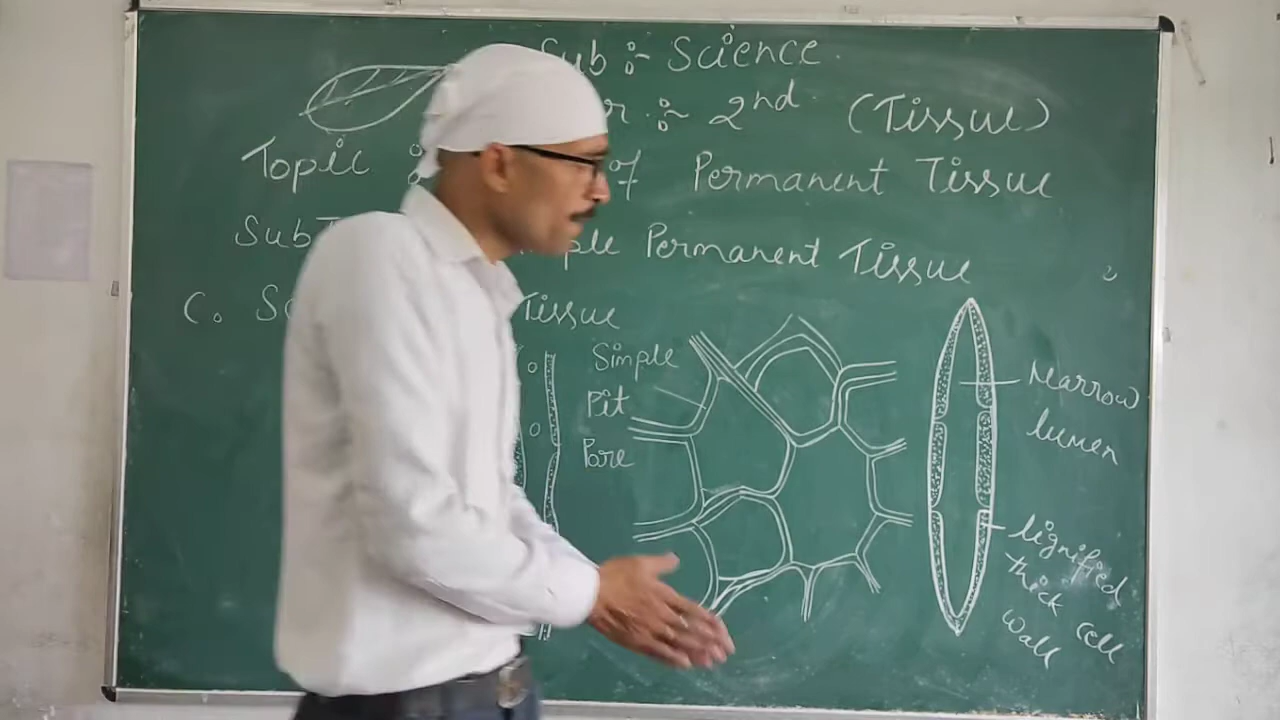 Sub :- Science
:- 2nd (Tissue)
Topic : of Permanent Tissue
Sub Permanent Tissue
C. Tissue
Simple
Pit
Pore
Narrow
lumen
lignified
thick cell
wall